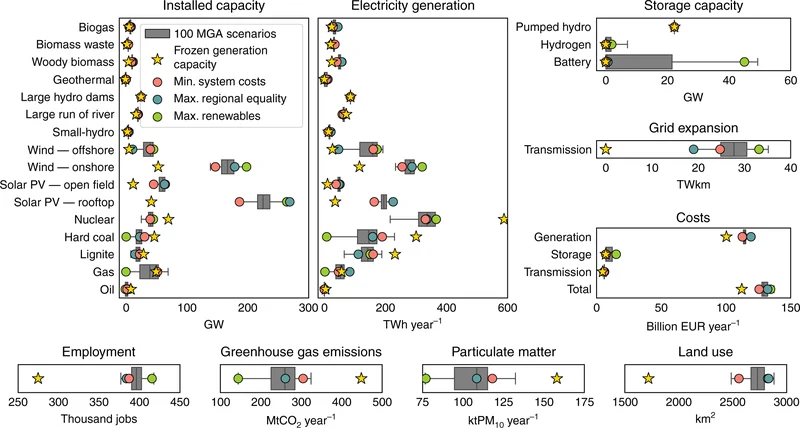 Installed capacity
Electricity generation
Storage capacity
Biogas
Biomass waste
Woody biomass
Geothermal
Large hydro dams
Large run of river
Small-hydro
Wind — offshore
Wind — onshore
Solar PV — open field
Solar PV — rooftop
Nuclear
Hard coal
Lignite
Gas
Oil
100 MGA scenarios
Frozen generation
capacity
Min. system costs
Max. regional equality
Max. renewables
0 100 200 300
GW
0 200 400 600
TWh year⁻¹
Pumped hydro
Hydrogen
Battery
0 20 40 60
GW
Grid expansion
Transmission
0 10 20 30 40
TWkm
Costs
Generation
Storage
Transmission
Total
0 50 100 150
Billion EUR year⁻¹
Employment
250 300 350 400 450
Thousand jobs
Greenhouse gas emissions
100 200 300 400 500
MtCO₂ year⁻¹
Particulate matter
75 100 125 150 175
ktPM₁₀ year⁻¹
Land use
1500 2000 2500 3000
km²